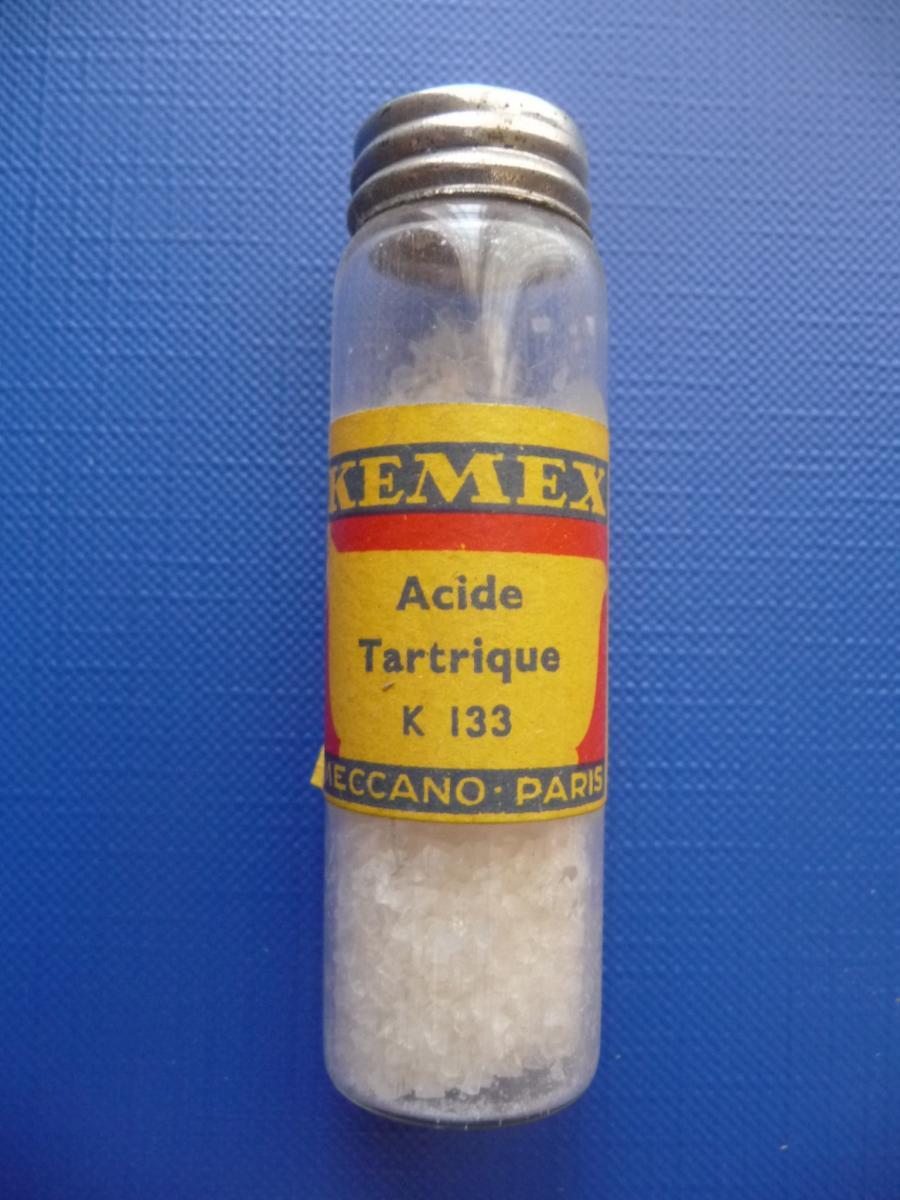 KEMEX
Acide
Tartrique
K 133
MECCANO · PARIS